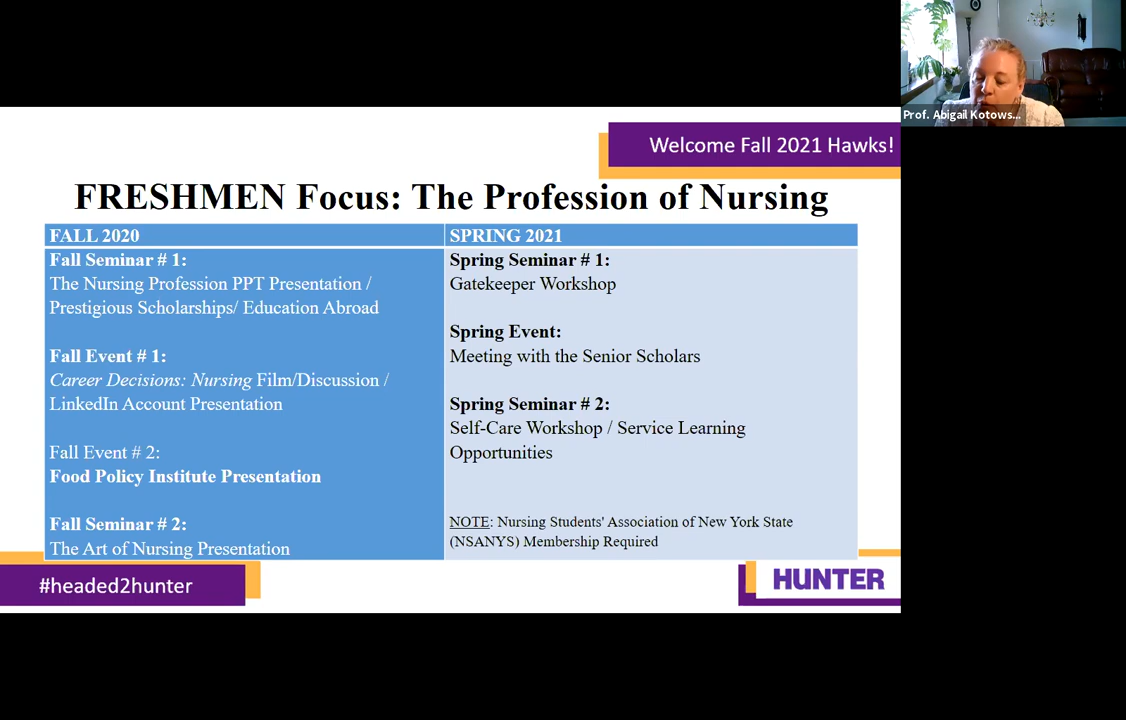 Prof. Abigail Kotows...
Welcome Fall 2021 Hawks!
FRESHMEN Focus: The Profession of Nursing
FALL 2020
Fall Seminar # 1:
The Nursing Profession PPT Presentation /
Prestigious Scholarships/ Education Abroad
Fall Event # 1:
Career Decisions: Nursing Film/Discussion /
LinkedIn Account Presentation
Fall Event # 2:
Food Policy Institute Presentation
Fall Seminar # 2:
The Art of Nursing Presentation
SPRING 2021
Spring Seminar # 1:
Gatekeeper Workshop
Spring Event:
Meeting with the Senior Scholars
Spring Seminar # 2:
Self-Care Workshop / Service Learning
Opportunities
NOTE: Nursing Students' Association of New York State
(NSANYS) Membership Required
#headed2hunter
HUNTER